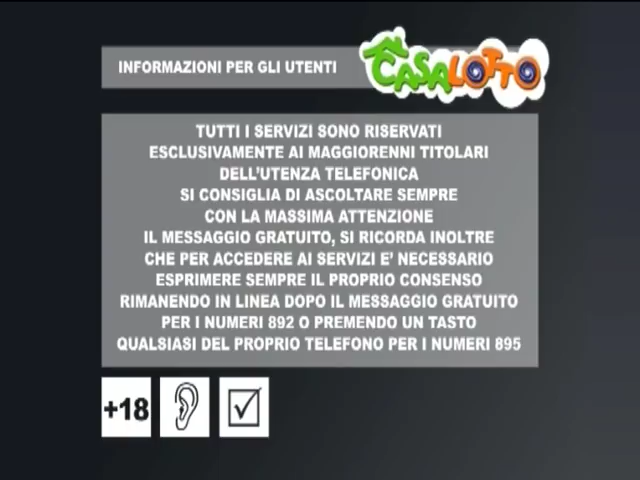 INFORMAZIONI PER GLI UTENTI
CASALOTTO
TUTTI I SERVIZI SONO RISERVATI
ESCLUSIVAMENTE AI MAGGIORENNI TITOLARI
DELL'UTENZA TELEFONICA
SI CONSIGLIA DI ASCOLTARE SEMPRE
CON LA MASSIMA ATTENZIONE
IL MESSAGGIO GRATUITO, SI RICORDA INOLTRE
CHE PER ACCEDERE AI SERVIZI E' NECESSARIO
ESPRIMERE SEMPRE IL PROPRIO CONSENSO
RIMANENDO IN LINEA DOPO IL MESSAGGIO GRATUITO
PER I NUMERI 892 O PREMENDO UN TASTO
QUALSIASI DEL PROPRIO TELEFONO PER I NUMERI 895
+18